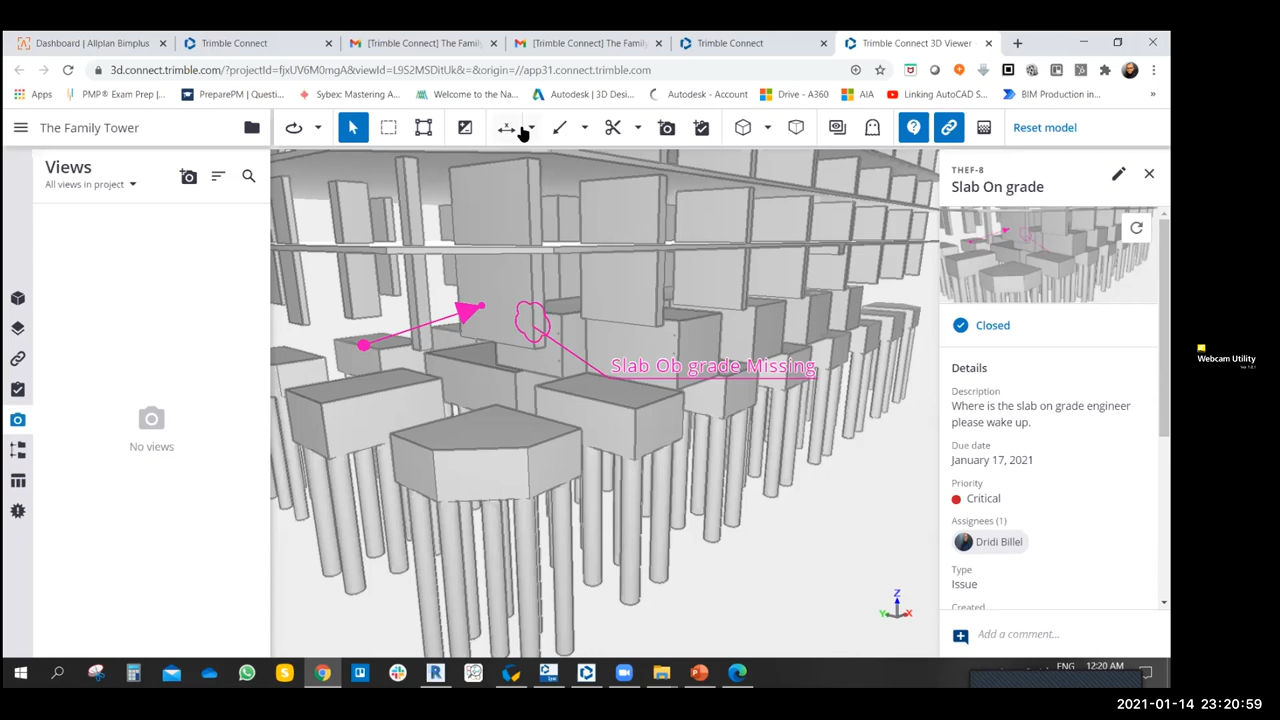 Dashboard | Allplan Bimplus
Trimble Connect
[Trimble Connect] The Family
[Trimble Connect] The Family
Trimble Connect
Trimble Connect 3D Viewer
3d.connect.trimble.com/?projectId=fjxUV6M0mgA&viewId=L9S2MSDitUk&=&origin=//app31.connect.trimble.com
Apps
PMP® Exam Prep |...
PreparePM | Questi...
Sybex: Mastering A...
Welcome to the Na...
Autodesk | 3D Desi...
Autodesk - Account
Drive - A360
AIA
Linking AutoCAD S...
BIM Production in...
The Family Tower
Reset model
Views
All views in project
No views
Slab Ob grade Missing
Z
Y
X
THEF-8
Slab On grade
Closed
Details
Description
Where is the slab on grade engineer
please wake up.
Due date
January 17, 2021
Priority
Critical
Assignees (1)
Dridi Billel
Type
Issue
Created
Add a comment...
ENG
12:20 AM
Webcam Utility
2021-01-14 23:20:59